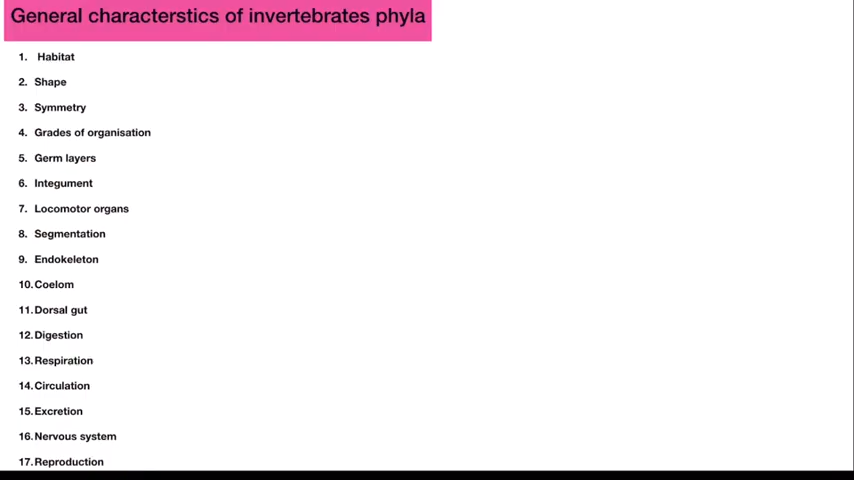 General characterstics of invertebrates phyla
1. Habitat
2. Shape
3. Symmetry
4. Grades of organisation
5. Germ layers
6. Integument
7. Locomotor organs
8. Segmentation
9. Endokeleton
10. Coelom
11. Dorsal gut
12. Digestion
13. Respiration
14. Circulation
15. Excretion
16. Nervous system
17. Reproduction